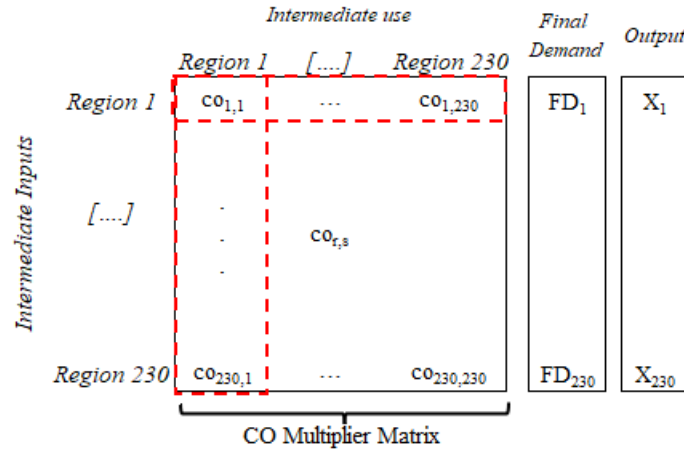 Intermediate use
Final Demand
Output
Region 1 [....] Region 230
Intermediate Inputs
Region 1 co1,1 ... co1,230 FD1 X1
[....]
.
. cor,s
.
Region 230 co230,1 ... co230,230 FD230 X230
CO Multiplier Matrix